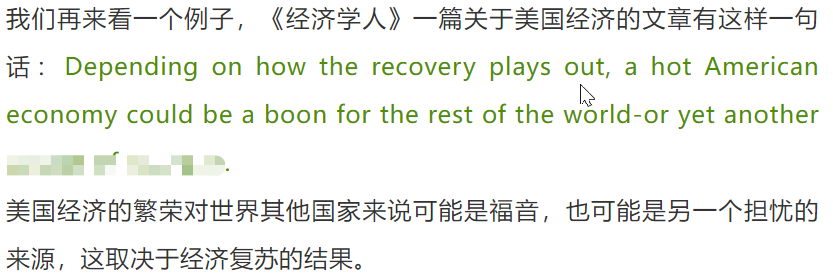 我们再来看一个例子，《经济学人》一篇关于美国经济的文章有这样一句
话：Depending on how the recovery plays out, a hot American
economy could be a boon for the rest of the world-or yet another
.
美国经济的繁荣对世界其他国家来说可能是福音，也可能是另一个担忧的
来源，这取决于经济复苏的结果。